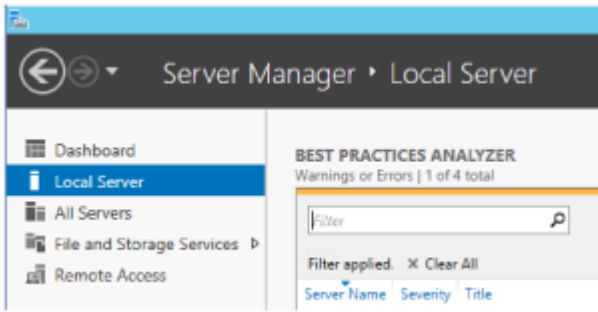 Server Manager ‣ Local Server
Dashboard
Local Server
All Servers
File and Storage Services
Remote Access
BEST PRACTICES ANALYZER
Warnings or Errors | 1 of 4 total
Filter
Filter applied. × Clear All
Server Name Severity Title